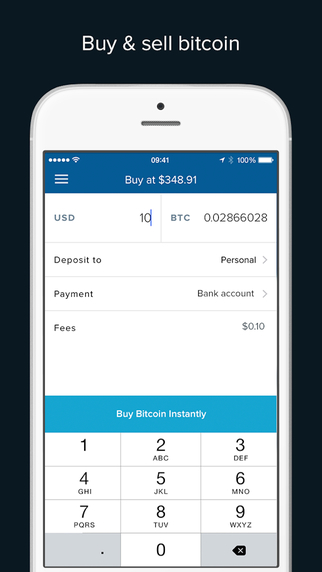 Buy & sell bitcoin
09:41 100%
Buy at $348.91
USD 10 BTC 0.02866028
Deposit to Personal
Payment Bank account
Fees $0.10
Buy Bitcoin Instantly
1 2 3
ABC DEF
4 5 6
GHI JKL MNO
7 8 9
PQRS TUV WXYZ
. 0